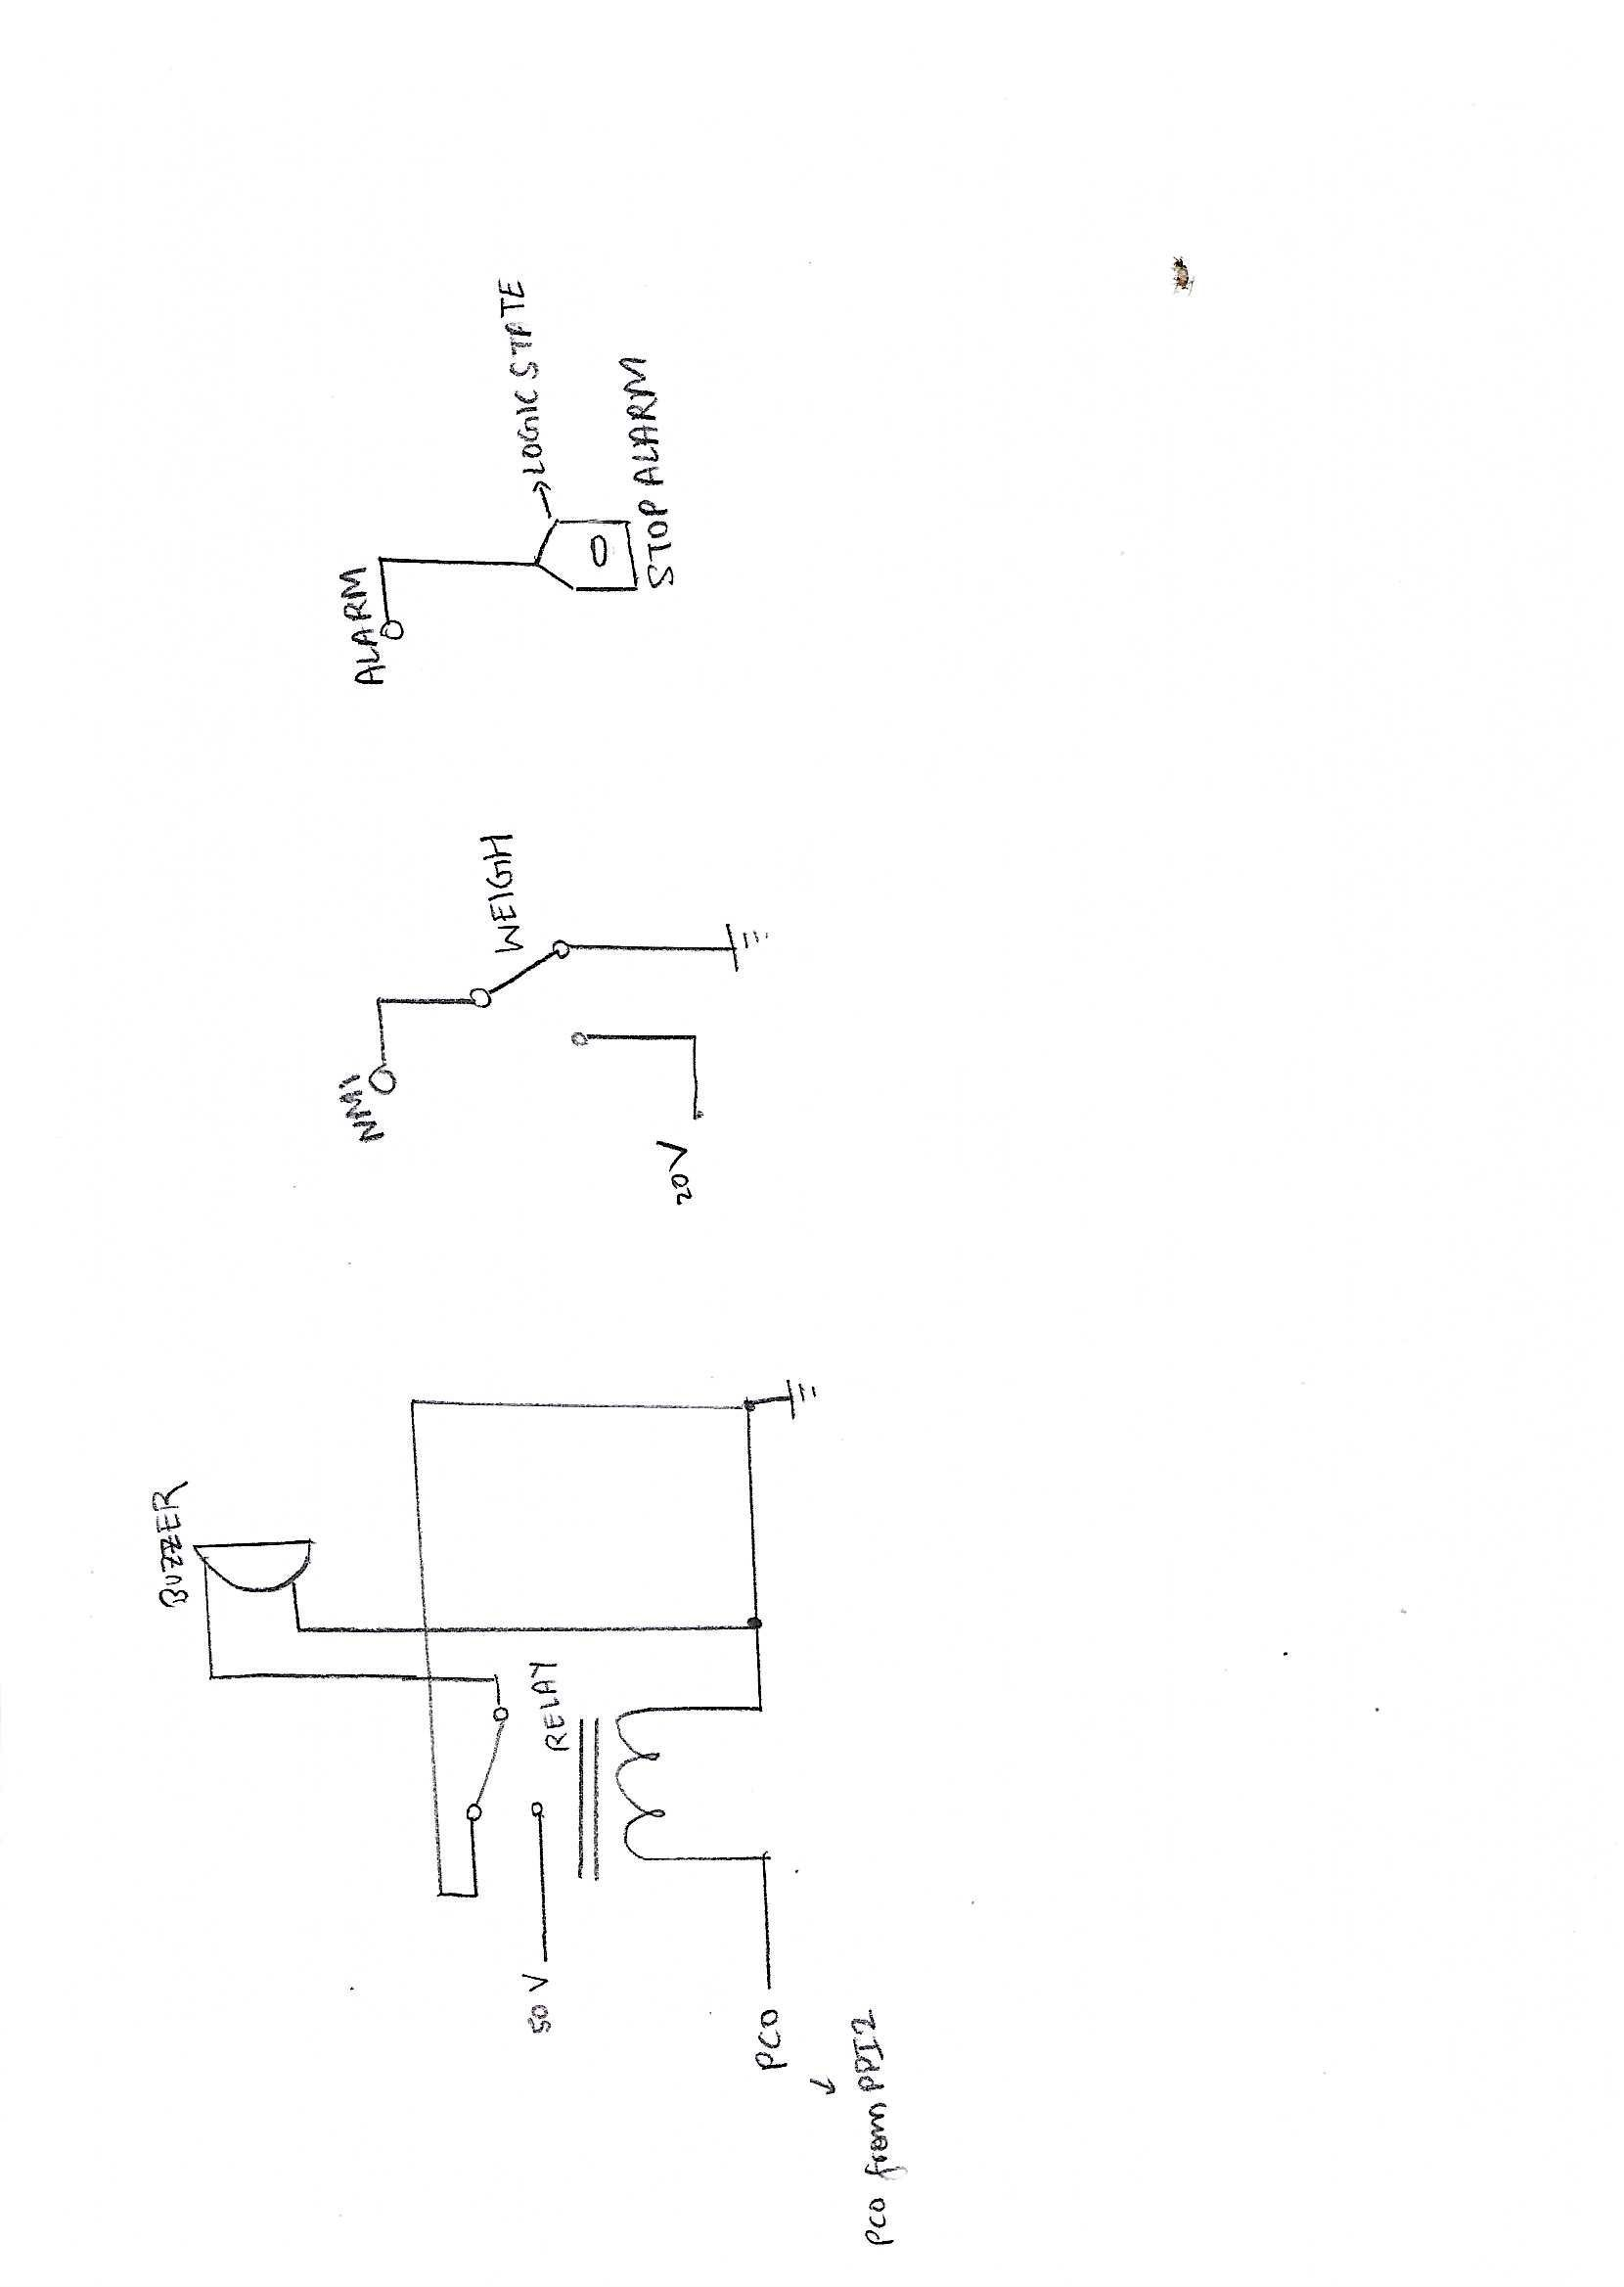 BUZZER
RELAY
50 V
PC0
PC0 from PPI2
NMI
WEIGH
20V
ALARM
LOGIC STATE
0
STOP ALARM